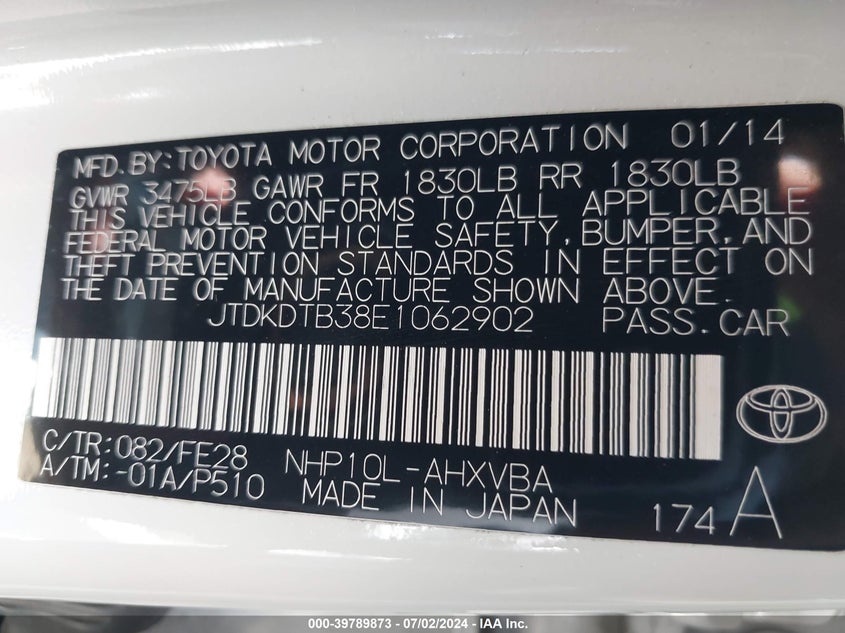 MFD. BY: TOYOTA MOTOR CORPORATION 01/14
GVWR 3475LB GAWR FR 1830LB RR 1830LB
THIS VEHICLE CONFORMS TO ALL APPLICABLE
FEDERAL MOTOR VEHICLE SAFETY, BUMPER, AND
THEFT PREVENTION STANDARDS IN EFFECT ON
THE DATE OF MANUFACTURE SHOWN ABOVE.
JTDKDTB38E1062902 PASS. CAR
C/TR: 082/FE28 NHP10L-AHXVBA
A/TM: -01A/P510 MADE IN JAPAN 174 A
000-39789873 - 07/02/2024 - IAA Inc.